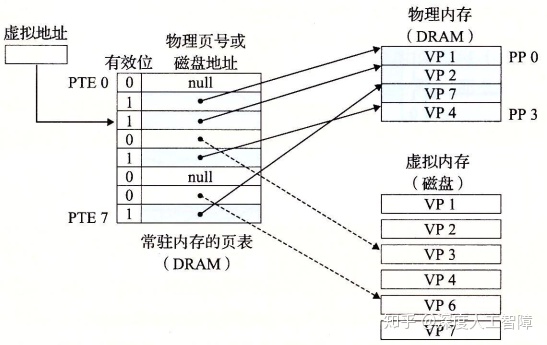 虚拟地址
有效位
物理页号或
磁盘地址
PTE 0
0
null
1
1
0
1
0
null
0
PTE 7
1
常驻内存的页表
（DRAM）
物理内存
（DRAM）
VP 1
PP 0
VP 2
VP 7
VP 4
PP 3
虚拟内存
（磁盘）
VP 1
VP 2
VP 3
VP 4
VP 6
VP 7
知乎 @深度人工智障